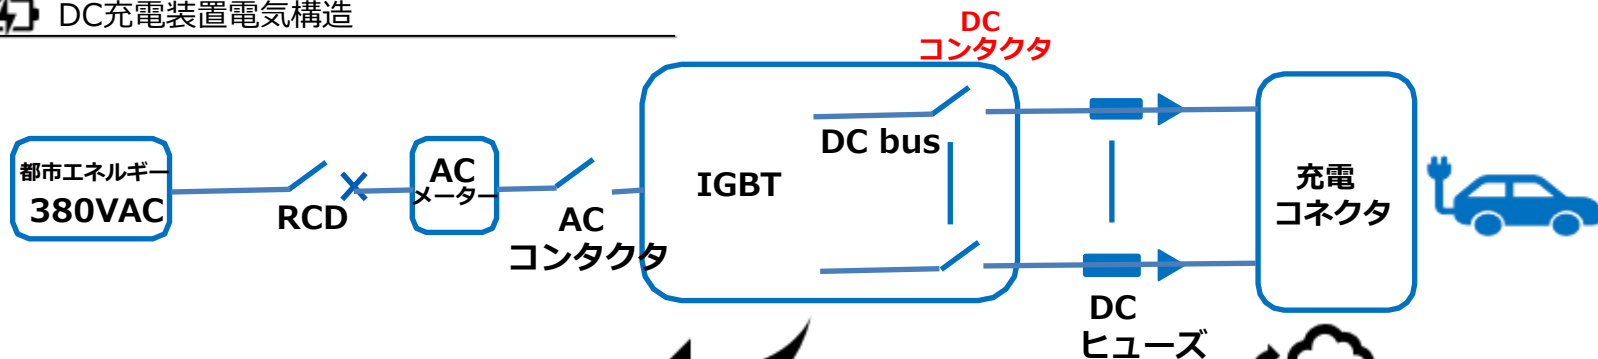 DC充電装置電気構造
DC
コンタクタ
都市エネルギー
380VAC
RCD
AC
メーター
AC
コンタクタ
IGBT
DC bus
DC
ヒューズ
充電
コネクタ